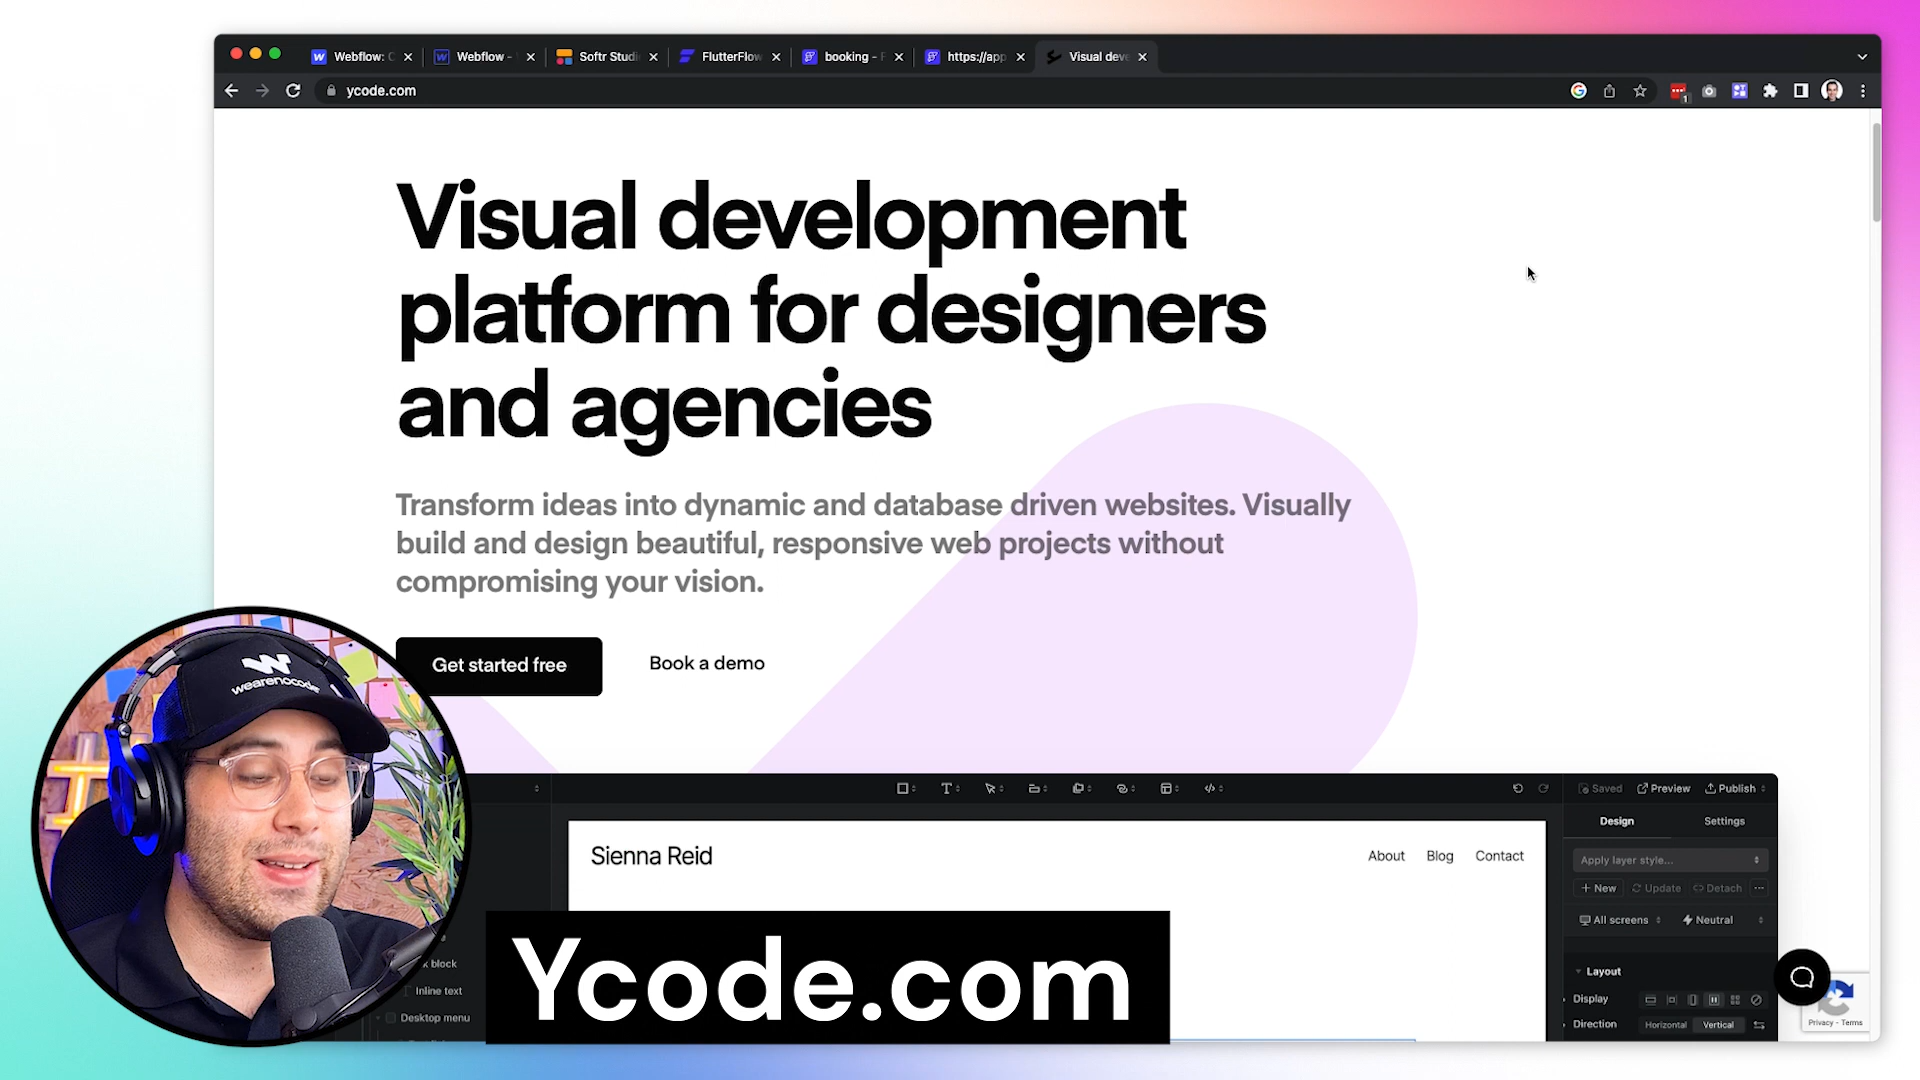 Webflow: C
Webflow -
Softr Studi
FlutterFlow
booking - F
https://app
Visual deve
ycode.com
1
Visual development
platform for designers
and agencies
Transform ideas into dynamic and database driven websites. Visually
build and design beautiful, responsive web projects without
compromising your vision.
Get started free
Book a demo
wearenocode
Saved
Preview
Publish
Design
Settings
Sienna Reid
About
Blog
Contact
Apply layer style...
New
Update
Detach
All screens
Neutral
block
Inline text
Desktop menu
Layout
Display
Direction
Horizontal
Vertical
Privacy - Terms
Ycode.com